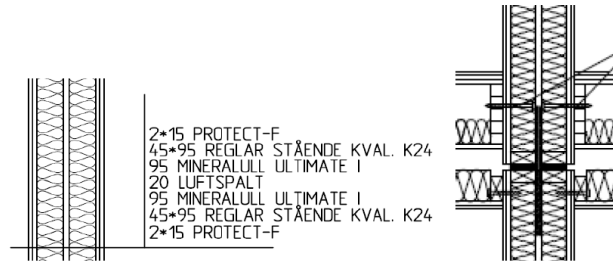 2*15 PROTECT-F
45*95 REGLAR STÅENDE KVAL. K24
95 MINERALULL ULTIMATE I
20 LUFTSPALT
95 MINERALULL ULTIMATE I
45*95 REGLAR STÅENDE KVAL. K24
2*15 PROTECT-F